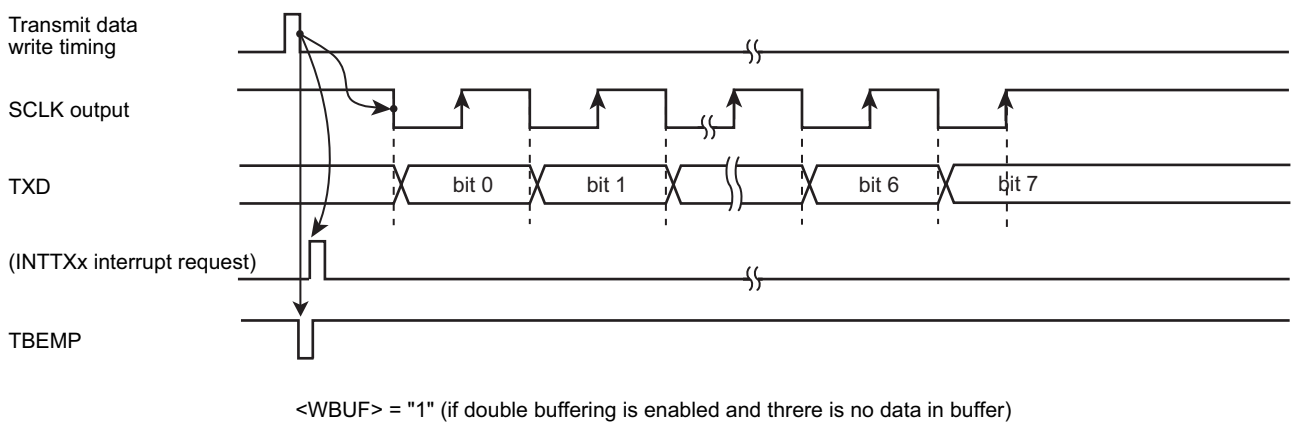 Transmit data
write timing
SCLK output
TXD
bit 0
bit 1
bit 6
bit 7
(INTTXx interrupt request)
TBEMP
<WBUF> = "1" (if double buffering is enabled and threre is no data in buffer)